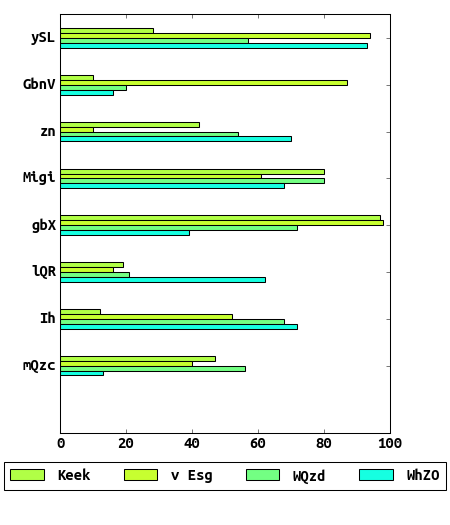 ySL
GbnV
zn
Migi
gbX
lQR
Ih
mQzc
0 20 40 60 80 100
Keek v Esg WQzd WhZO